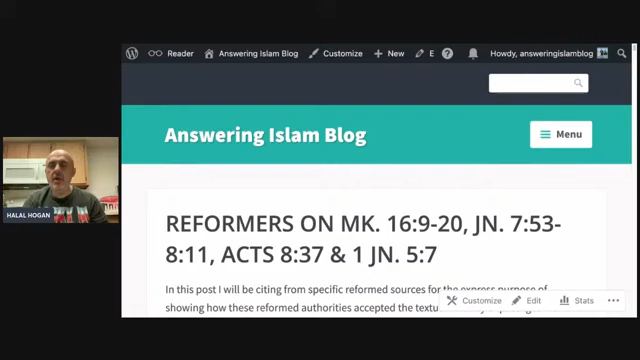 Reader Answering Islam Blog Customize New E Howdy, answeringislamblog
Answering Islam Blog
Menu
HALAL HOGAN
REFORMERS ON MK. 16:9-20, JN. 7:53-
8:11, ACTS 8:37 & 1 JN. 5:7
In this post I will be citing from specific reformed sources for the express purpose of
showing how these reformed authorities accepted the
Customize Edit Stats